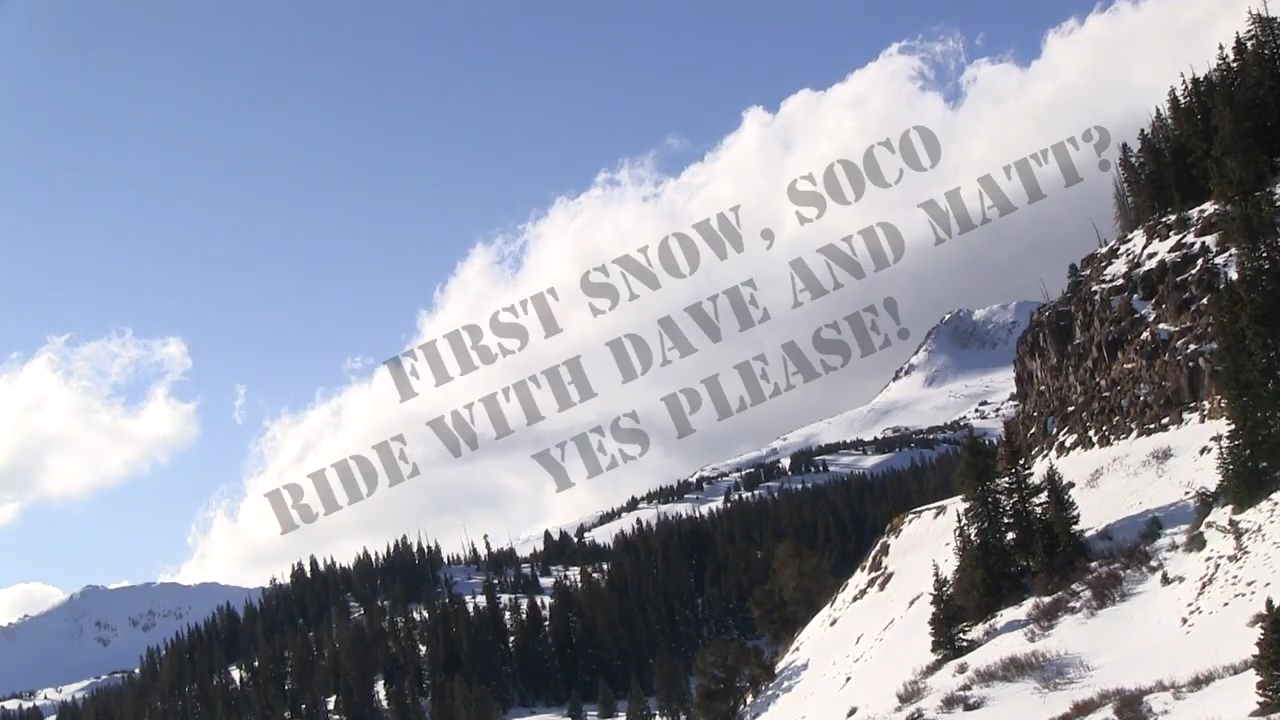 FIRST SNOW, SOCO
RIDE WITH DAVE AND MATT?
YES PLEASE!